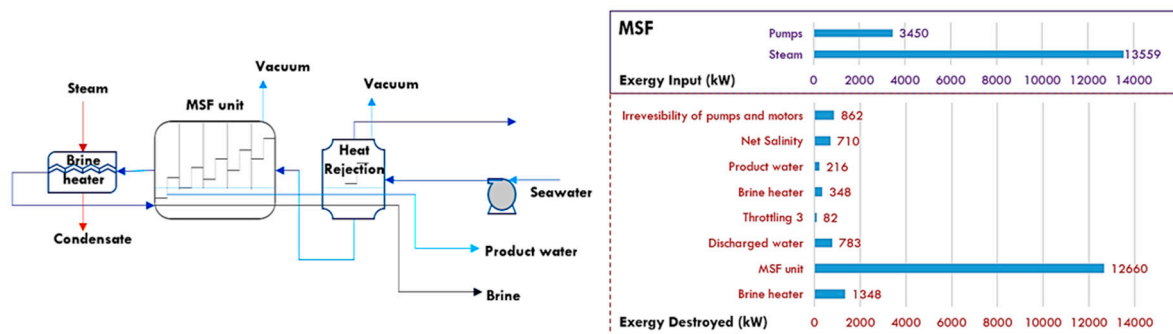 Vacuum
Vacuum
Steam
MSF unit
Heat
Rejection
Brine
heater
Seawater
Condensate
Product water
Brine
MSF
Pumps
3450
Steam
13559
Exergy Input (kW)
0 2000 4000 6000 8000 10000 12000 14000
Irrevesibility of pumps and motors
862
Net Salinity
710
Product water
216
Brine heater
348
Throttling 3
82
Discharged water
783
MSF unit
12660
Brine heater
1348
Exergy Destroyed (kW)
0 2000 4000 6000 8000 10000 12000 14000